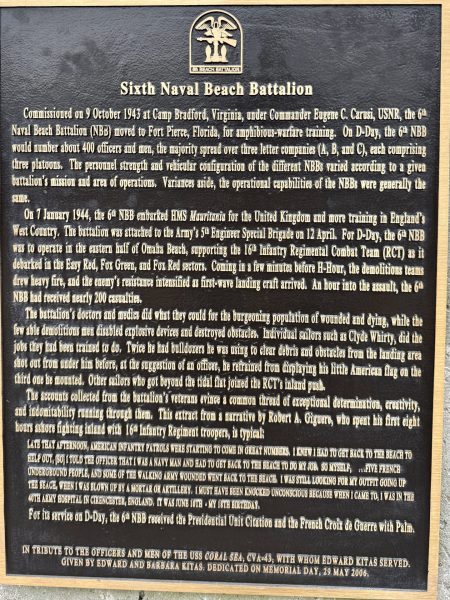 6th BEACH BATTALION
Sixth Naval Beach Battalion
Commissioned on 9 October 1943 at Camp Bradford, Virginia, under Commander Eugene C. Carusi, USNR, the 6th
Naval Beach Battalion (NBB) moved to Fort Pierce, Florida, for amphibious-warfare training. On D-Day, the 6th NBB
would number about 400 officers and men, the majority spread over three letter companies (A, B, and C), each comprising
three platoons. The personnel strength and vehicular configuration of the different NBBs varied according to a given
battalion's mission and area of operations. Variances aside, the operational capabilities of the NBBs were generally the
same.
On 7 January 1944, the 6th NBB embarked HMS Mauritania for the United Kingdom and more training in England's
West Country. The battalion was attached to the Army's 5th Engineer Special Brigade on 12 April. For D-Day, the 6th NBB
was to operate in the eastern half of Omaha Beach, supporting the 16th Infantry Regimental Combat Team (RCT) as it
debarked in the Easy Red, Fox Green, and Fox Red sectors. Coming in a few minutes before H-Hour, the demolitions teams
drew heavy fire, and the enemy's resistance intensified as first-wave landing craft arrived. An hour into the assault, the 6th
NBB had received nearly 200 casualties.
The battalion's doctors and medics did what they could for the burgeoning population of wounded and dying, while the
few able demolitions men disabled explosive devices and destroyed obstacles. Individual sailors such as Clyde Whirty, did the
jobs they had been trained to do. Twice he had bulldozers he was using to clear debris and obstacles from the landing area
shot out from under him before, at the suggestion of an officer, he refrained from displaying his little American flag on the
third one he mounted. Other sailors who got beyond the tidal flat joined the RCT's inland push.
The accounts collected from the battalion's veterans evince a common thread of exceptional determination, creativity,
and indomitability running through them. This extract from a narrative by Robert A. Giguere, who spent his first eight
hours ashore fighting inland with 16th Infantry Regiment troopers, is typical:
LATE THAT AFTERNOON, AMERICAN INFANTRY PATROLS WERE STARTING TO COME IN GREAT NUMBERS. I KNEW I HAD TO GET BACK TO THE BEACH TO
HELP OUT. [SO] I TOLD THE OFFICER THAT I WAS A NAVY MAN AND HAD TO GET BACK TO THE BEACH TO DO MY JOB. SO MYSELF, ...FIVE FRENCH
UNDERGROUND PEOPLE, AND SOME OF THE WALKING ARMY WOUNDED WENT BACK TO THE BEACH. I WAS STILL LOOKING FOR MY OUTFIT GOING UP
THE BEACH, WHEN I WAS BLOWN UP BY A MORTAR OR ARTILLERY. I MUST HAVE BEEN KNOCKED UNCONSCIOUS BECAUSE WHEN I CAME TO, I WAS IN THE
40TH ARMY HOSPITAL IN CIRENCESTER, ENGLAND. IT WAS JUNE 10TH - MY 18TH BIRTHDAY.
For its service on D-Day, the 6th NBB received the Presidential Unit Citation and the French Croix de Guerre with Palm.
IN TRIBUTE TO THE OFFICERS AND MEN OF THE USS CORAL SEA, CVA-43, WITH WHOM EDWARD KITAS SERVED.
GIVEN BY EDWARD AND BARBARA KITAS. DEDICATED ON MEMORIAL DAY, 29 MAY 2006.